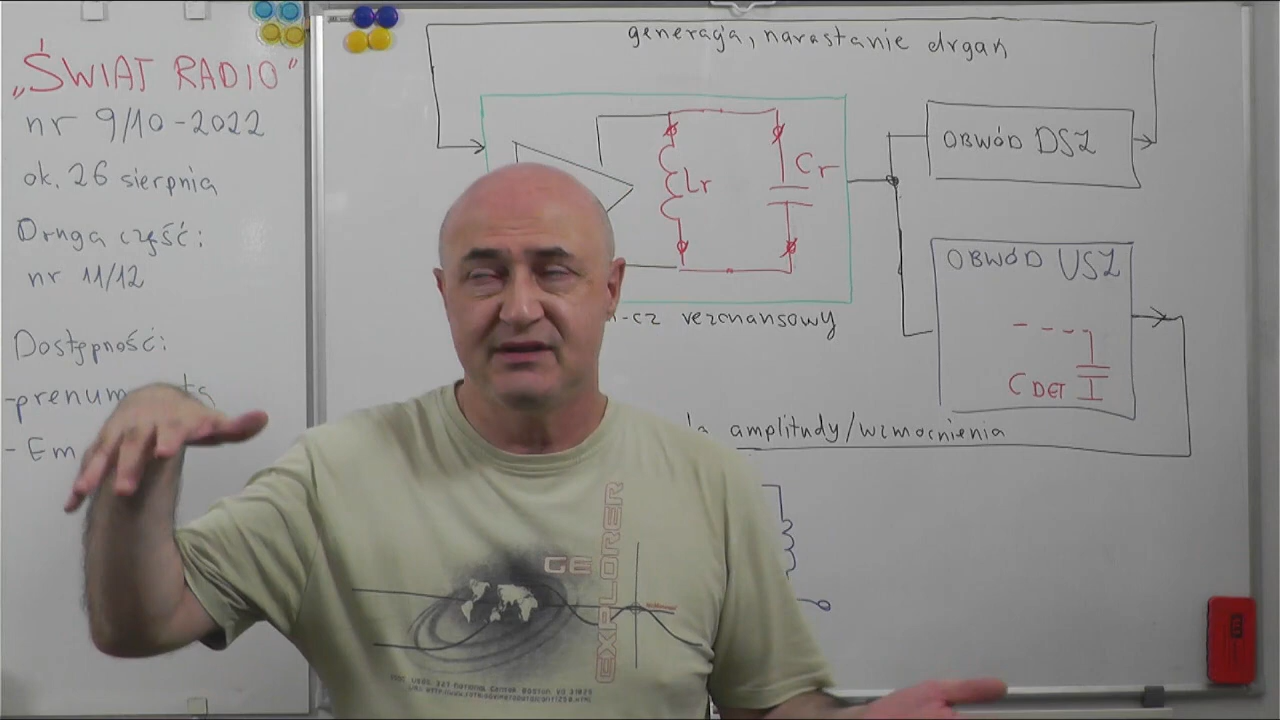 „ŚWIAT RADIO"
nr 9/10-2022
ok. 26 sierpnia
Druga część:
nr 11/12
Dostępność:
- Em
generacja, narastanie drgań
Lr
Cr
OBWÓD DSZ
OBWÓD USZ
C DET
rezonansowy
amplitudy/wzmocnienia
GE
EXPLORER